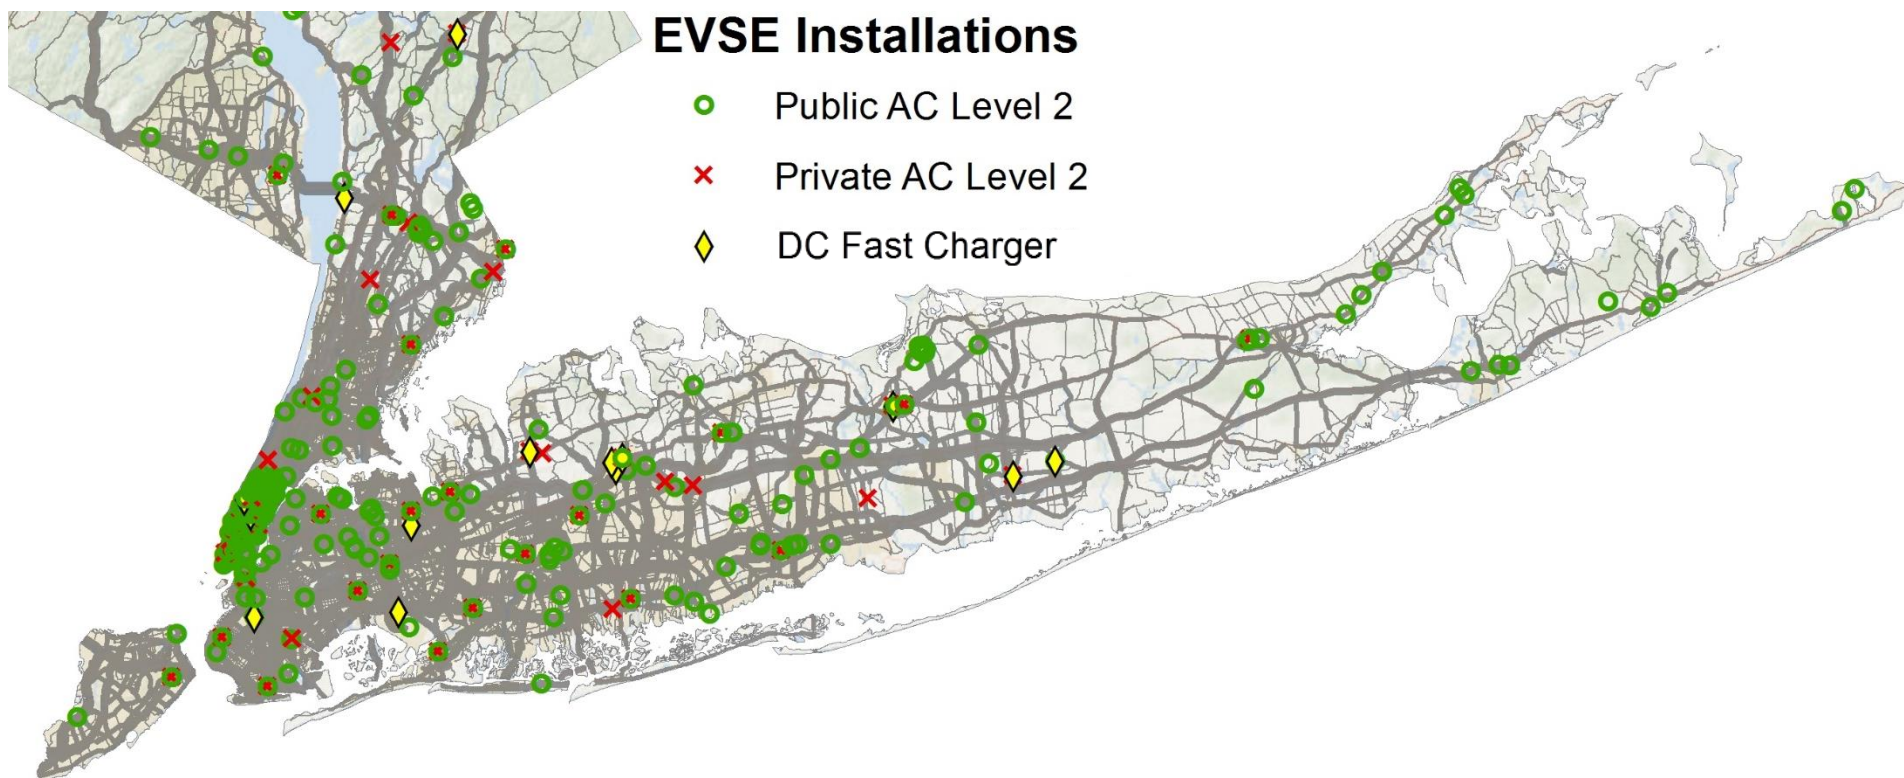 EVSE Installations
Public AC Level 2
Private AC Level 2
DC Fast Charger